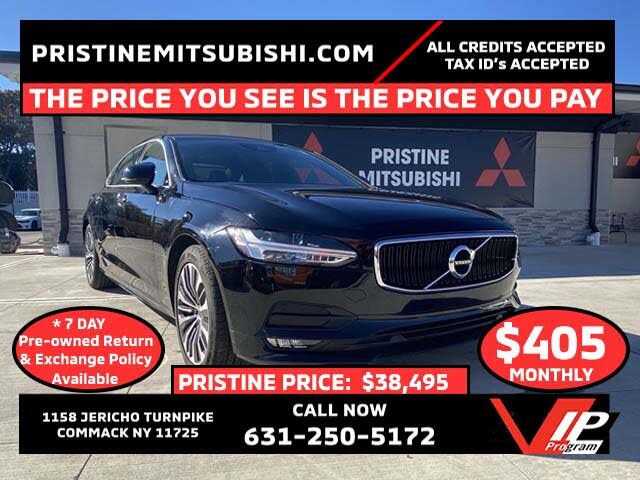 PRISTINEMITSUBISHI.COM
ALL CREDITS ACCEPTED
TAX ID's ACCEPTED
THE PRICE YOU SEE IS THE PRICE YOU PAY
PRISTINE
MITSUBISHI
VOLVO
* 7 DAY
Pre-owned Return
& Exchange Policy
Available
$405
MONTHLY
PRISTINE PRICE: $38,495
1158 JERICHO TURNPIKE
COMMACK NY 11725
CALL NOW
631-250-5172
VIP
Program